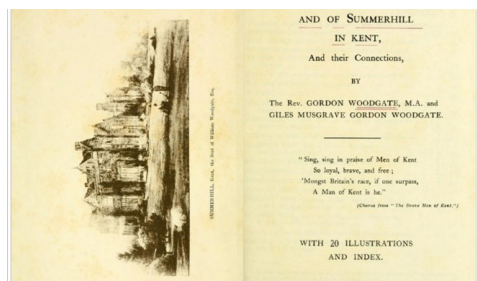 SUMMERHILL, Kent, the Seat of William Woodgate, Esq.
AND OF SUMMERHILL
IN KENT,
And their Connections,
BY
The Rev. GORDON WOODGATE, M.A. and
GILES MUSGRAVE GORDON WOODGATE.
"Sing, sing in praise of Men of Kent
So loyal, brave, and free;
'Mongst Britain's race, if one surpass,
A Man of Kent is he."
(Chorus from "The Brave Men of Kent.")
WITH 20 ILLUSTRATIONS
AND INDEX.